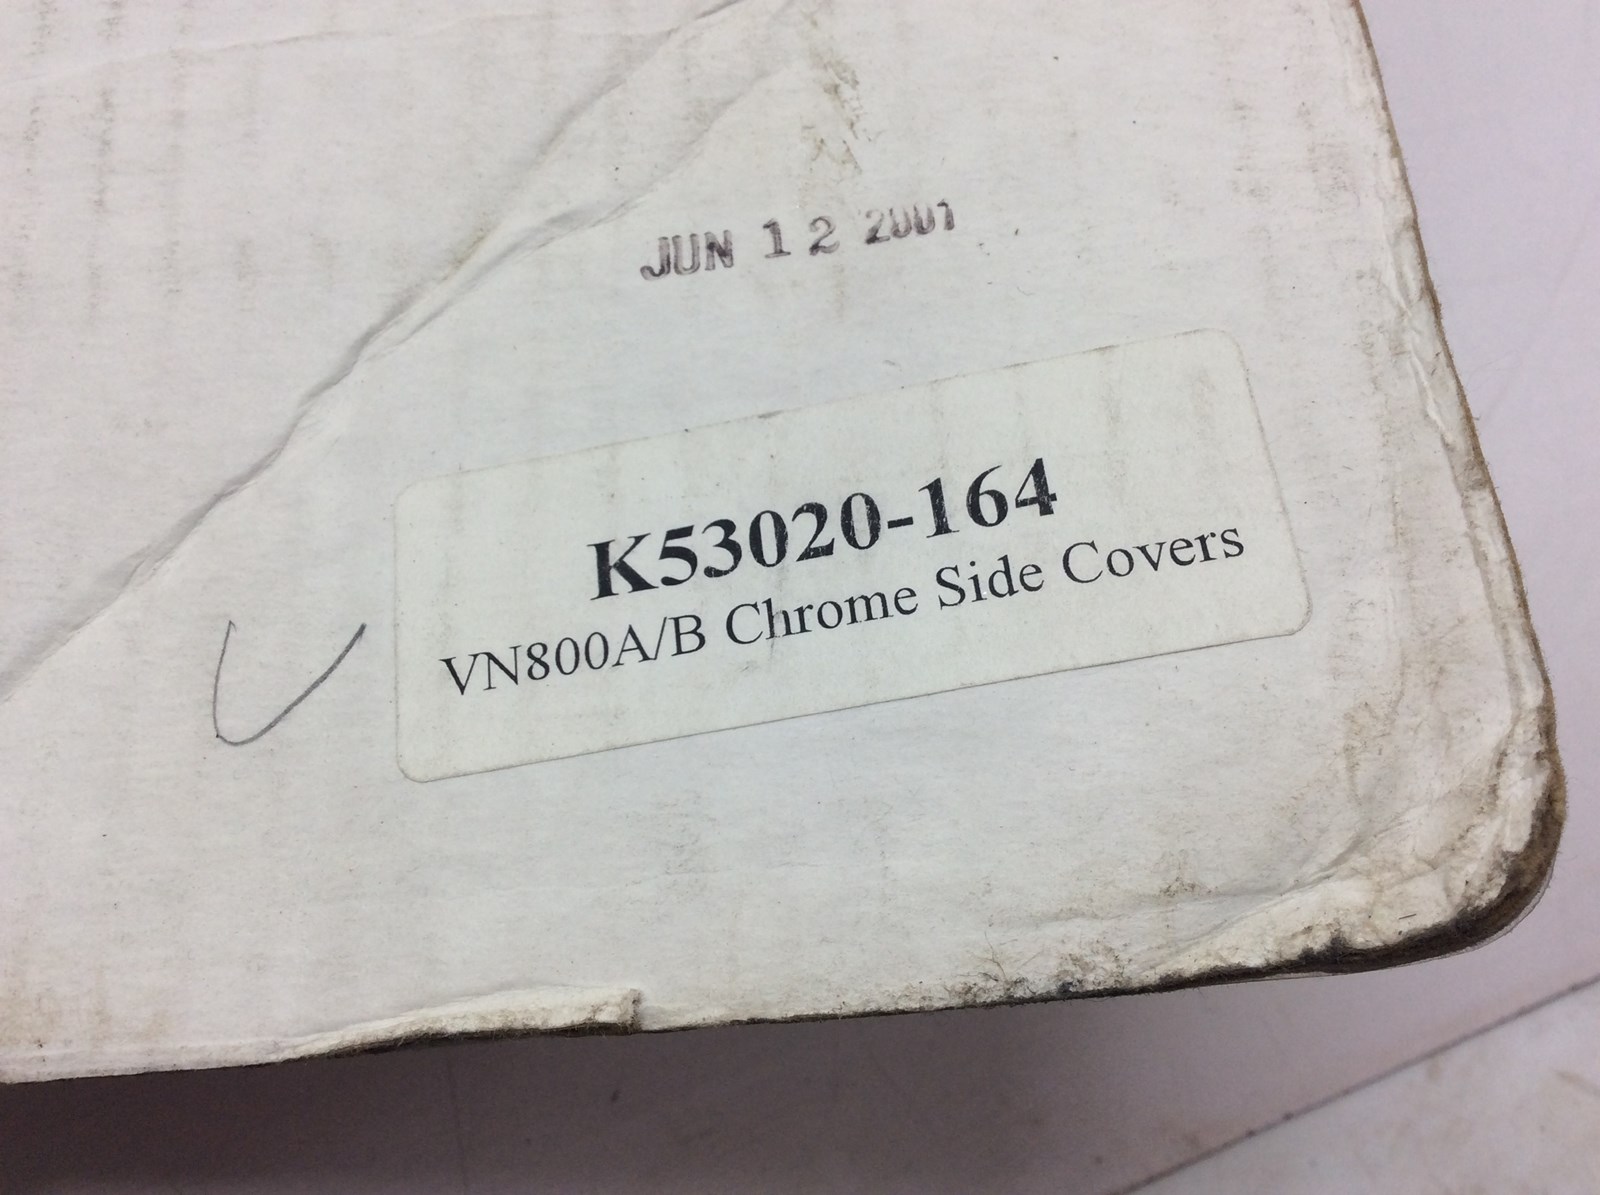 JUN 12 2001
K53020-164
VN800A/B Chrome Side Covers